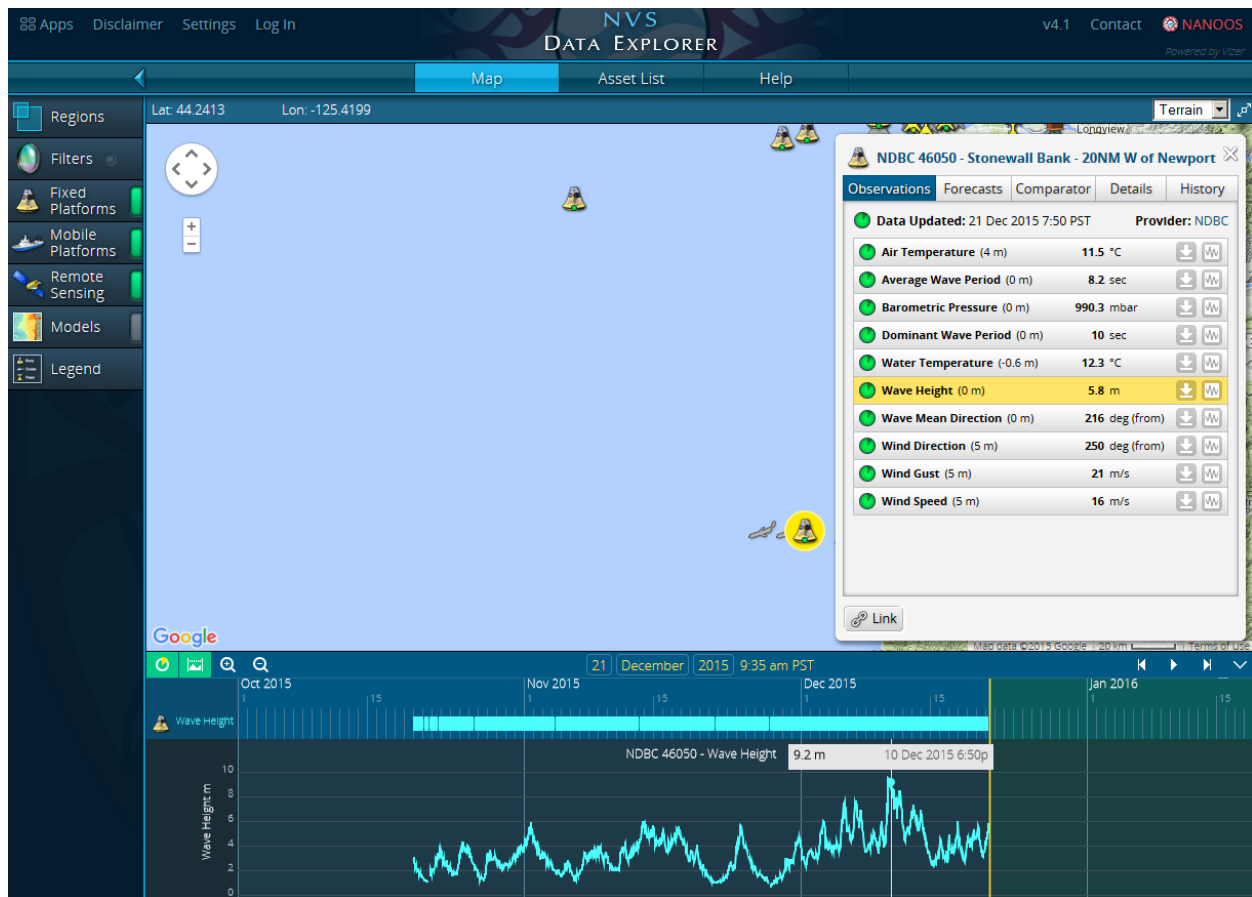 Apps Disclaimer Settings Log In
NVS
DATA EXPLORER
v4.1 Contact NANOOS
Powered by Vizer
Map Asset List Help
Regions
Filters
Fixed
Platforms
Mobile
Platforms
Remote
Sensing
Models
Legend
Lat: 44.2413 Lon: -125.4199
Terrain
Longview
NDBC 46050 - Stonewall Bank - 20NM W of Newport
Observations Forecasts Comparator Details History
Data Updated: 21 Dec 2015 7:50 PST Provider: NDBC
Air Temperature (4 m) 11.5 °C
Average Wave Period (0 m) 8.2 sec
Barometric Pressure (0 m) 990.3 mbar
Dominant Wave Period (0 m) 10 sec
Water Temperature (-0.6 m) 12.3 °C
Wave Height (0 m) 5.8 m
Wave Mean Direction (0 m) 216 deg (from)
Wind Direction (5 m) 250 deg (from)
Wind Gust (5 m) 21 m/s
Wind Speed (5 m) 16 m/s
Link
Google
Map data ©2015 Google 20 km Terms of Use
21 December 2015 9:35 am PST
Oct 2015 Nov 2015 Dec 2015 Jan 2016
1 15 1 15 1 15 1 15
Wave Height
NDBC 46050 - Wave Height 9.2 m 10 Dec 2015 6:50p
Wave Height m
10
8
6
4
2
0